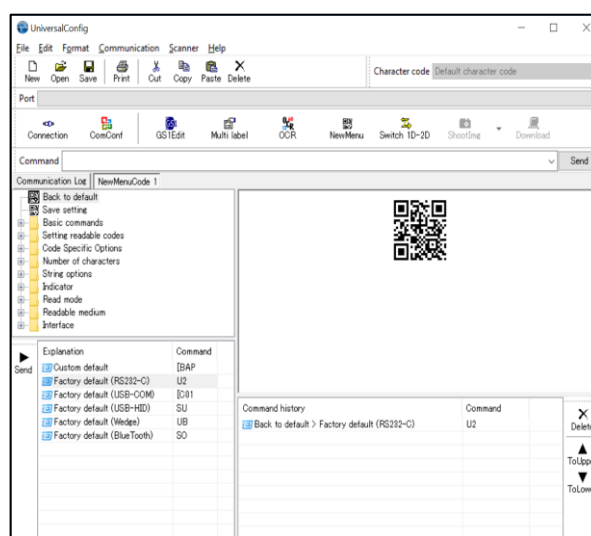 UniversalConfig
File Edit Format Communication Scanner Help
New Open Save Print Cut Copy Paste Delete
Character code Default character code
Port
Connection ComConf GS1Edit Multi label OCR NewMenu Switch 1D-2D ShootImg Download
Command Send
Communication Log NewMenuCode 1
Back to default
Save setting
Basic commands
Setting readable codes
Code Specific Options
Number of characters
String options
Indicator
Read mode
Readable medium
Interface
Send
Explanation Command
Custom default [BAP
Factory default (RS232-C) U2
Factory default (USB-COM) [C01
Factory default (USB-HID) SU
Factory default (Wedge) UB
Factory default (BlueTooth) SO
Command history Command
Back to default > Factory default (RS232-C) U2
Delet
ToUpp
ToLow